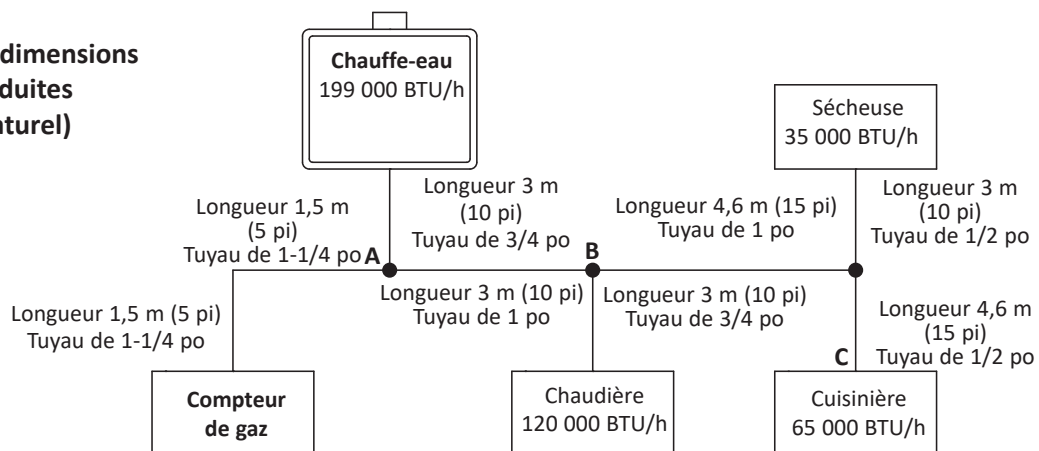 dimensions
duites
turel)
Chauffe-eau
199 000 BTU/h
Sécheuse
35 000 BTU/h
Longueur 1,5 m
(5 pi)
Tuyau de 1-1/4 po
A
Longueur 3 m
(10 pi)
Tuyau de 3/4 po
B
Longueur 4,6 m (15 pi)
Tuyau de 1 po
Longueur 3 m
(10 pi)
Tuyau de 1/2 po
Longueur 1,5 m (5 pi)
Tuyau de 1-1/4 po
Longueur 3 m (10 pi)
Tuyau de 1 po
Longueur 3 m (10 pi)
Tuyau de 3/4 po
C
Longueur 4,6 m
(15 pi)
Tuyau de 1/2 po
Compteur
de gaz
Chaudière
120 000 BTU/h
Cuisinière
65 000 BTU/h